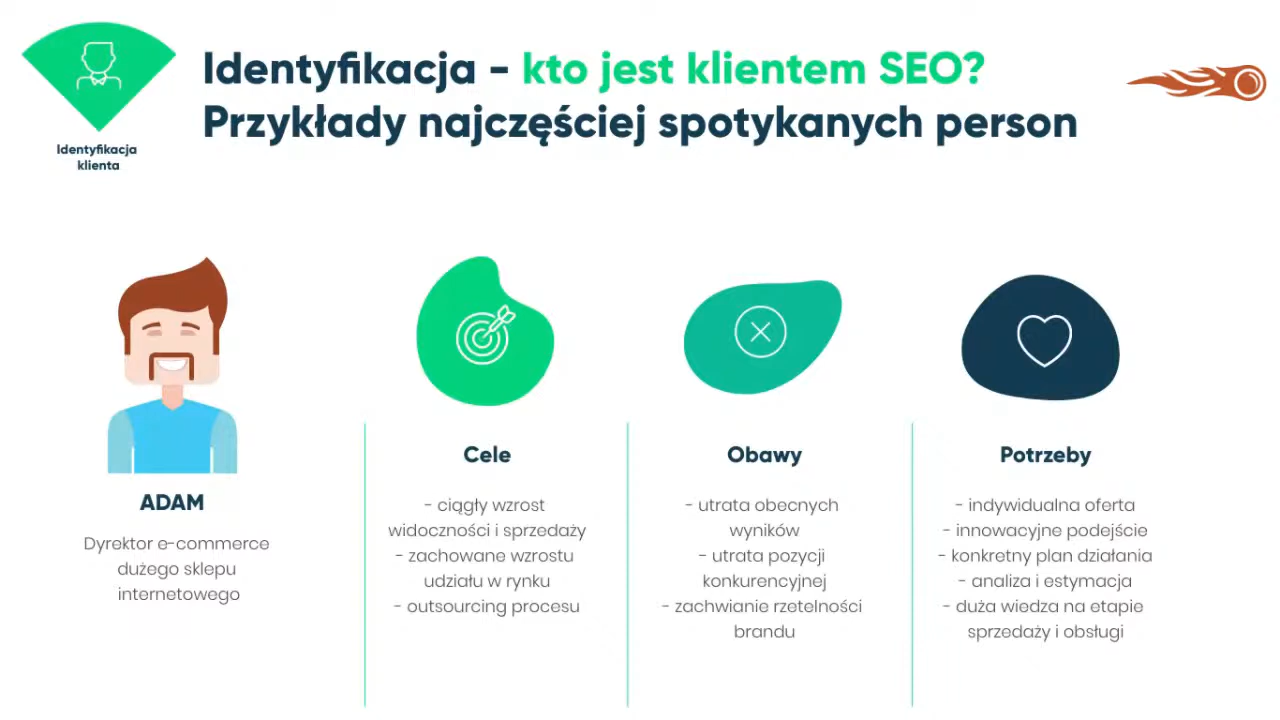 Identyfikacja - kto jest klientem SEO?
Przykłady najczęściej spotykanych person
Identyfikacja
klienta
ADAM
Dyrektor e-commerce
dużego sklepu
internetowego
Cele
- ciągły wzrost
widoczności i sprzedaży
- zachowane wzrostu
udziału w rynku
- outsourcing procesu
Obawy
- utrata obecnych
wyników
- utrata pozycji
konkurencyjnej
- zachwianie rzetelności
brandu
Potrzeby
- indywidualna oferta
- innowacyjne podejście
- konkretny plan działania
- analiza i estymacja
- duża wiedza na etapie
sprzedaży i obsługi